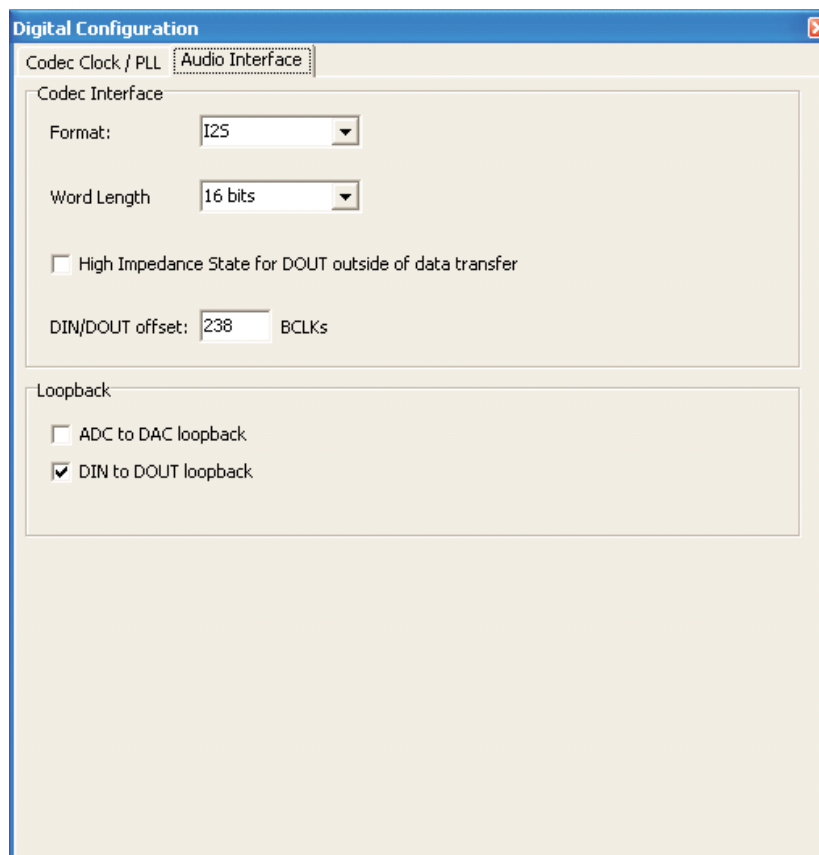 Digital Configuration
Codec Clock / PLL Audio Interface
Codec Interface
Format: I2S
Word Length 16 bits
High Impedance State for DOUT outside of data transfer
DIN/DOUT offset: 238 BCLKs
Loopback
ADC to DAC loopback
DIN to DOUT loopback